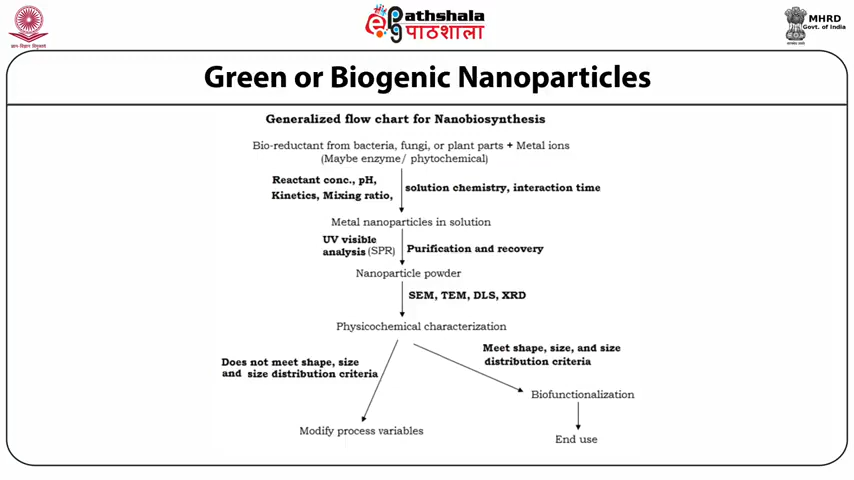 ePathshala
पाठशाला
MHRD
Govt. of India
Green or Biogenic Nanoparticles
Generalized flow chart for Nanobiosynthesis
Bio-reductant from bacteria, fungi, or plant parts + Metal ions
(Maybe enzyme/ phytochemical)
Reactant conc., pH,
Kinetics, Mixing ratio,
solution chemistry, interaction time
Metal nanoparticles in solution
UV visible
analysis (SPR)
Purification and recovery
Nanoparticle powder
SEM, TEM, DLS, XRD
Physicochemical characterization
Does not meet shape, size
and size distribution criteria
Meet shape, size, and size
distribution criteria
Biofunctionalization
Modify process variables
End use